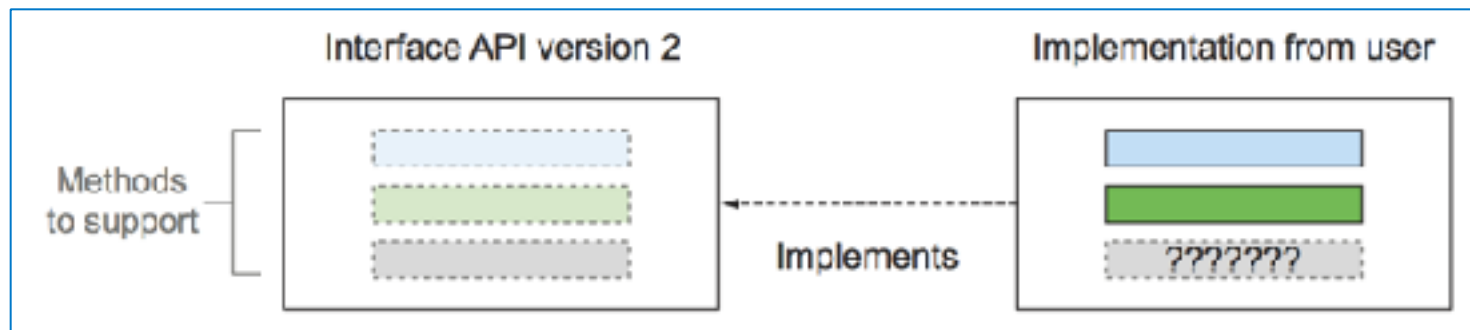 Interface API version 2
Implementation from user
Methods
to support
Implements
???????